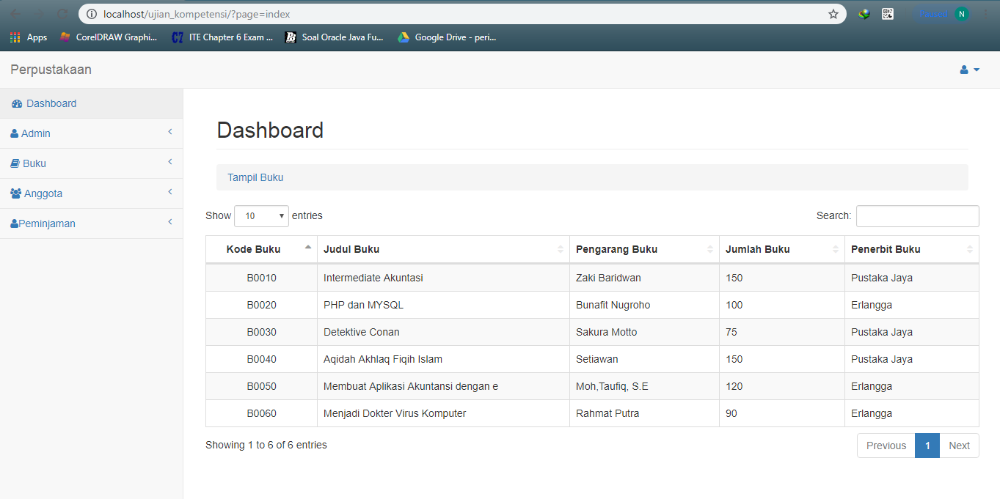 localhost/ujian_kompetensi/?page=index Paused N
Apps CorelDRAW Graphi... C7 ITE Chapter 6 Exam ... Soal Oracle Java Fu... Google Drive - peri...
Perpustakaan
Dashboard
Admin
Buku
Anggota
Peminjaman
Dashboard
Tampil Buku
Show 10 entries Search:
Kode Buku Judul Buku Pengarang Buku Jumlah Buku Penerbit Buku
B0010 Intermediate Akuntasi Zaki Baridwan 150 Pustaka Jaya
B0020 PHP dan MYSQL Bunafit Nugroho 100 Erlangga
B0030 Detektive Conan Sakura Motto 75 Pustaka Jaya
B0040 Aqidah Akhlaq Fiqih Islam Setiawan 150 Pustaka Jaya
B0050 Membuat Aplikasi Akuntansi dengan e Moh,Taufiq, S.E 120 Erlangga
B0060 Menjadi Dokter Virus Komputer Rahmat Putra 90 Erlangga
Showing 1 to 6 of 6 entries Previous 1 Next